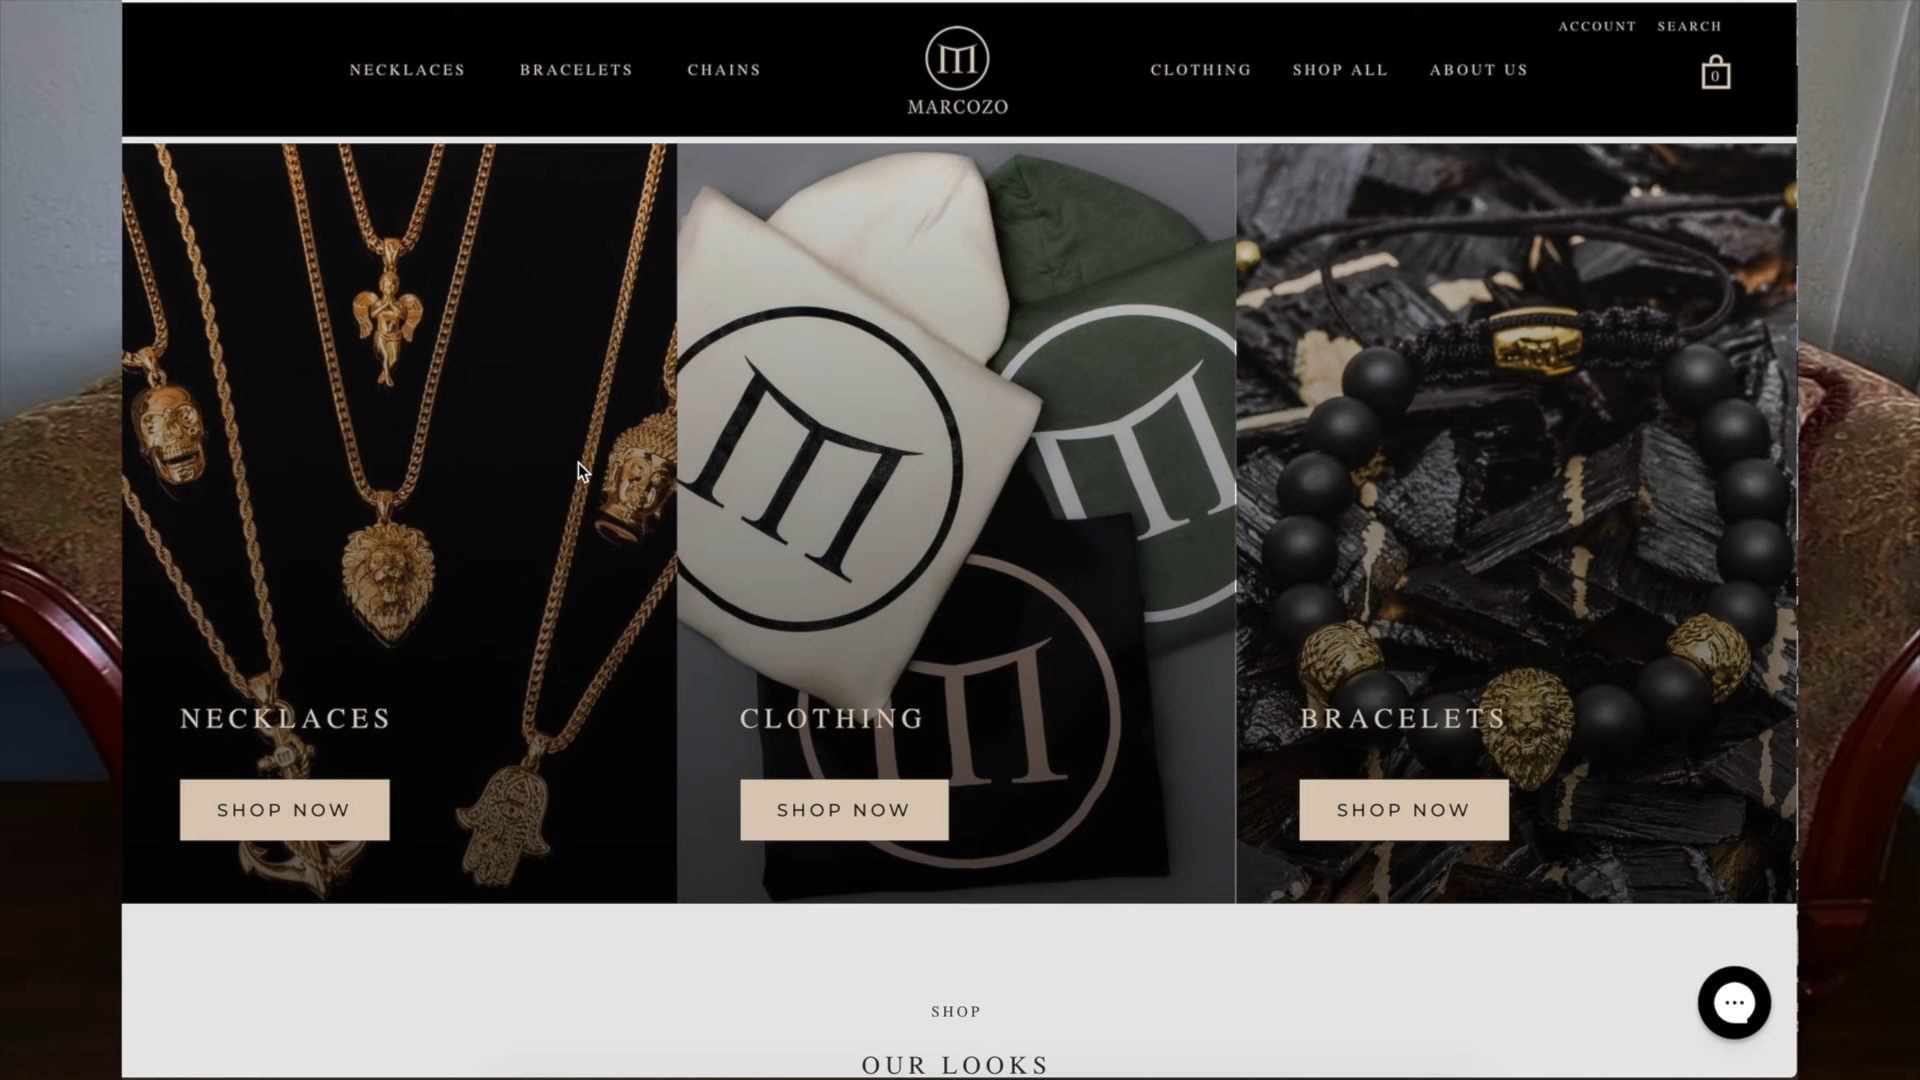 ACCOUNT SEARCH
NECKLACES BRACELETS CHAINS
CLOTHING SHOP ALL ABOUT US
0
M
MARCOZO
NECKLACES
SHOP NOW
CLOTHING
SHOP NOW
BRACELETS
SHOP NOW
SHOP
OUR LOOKS